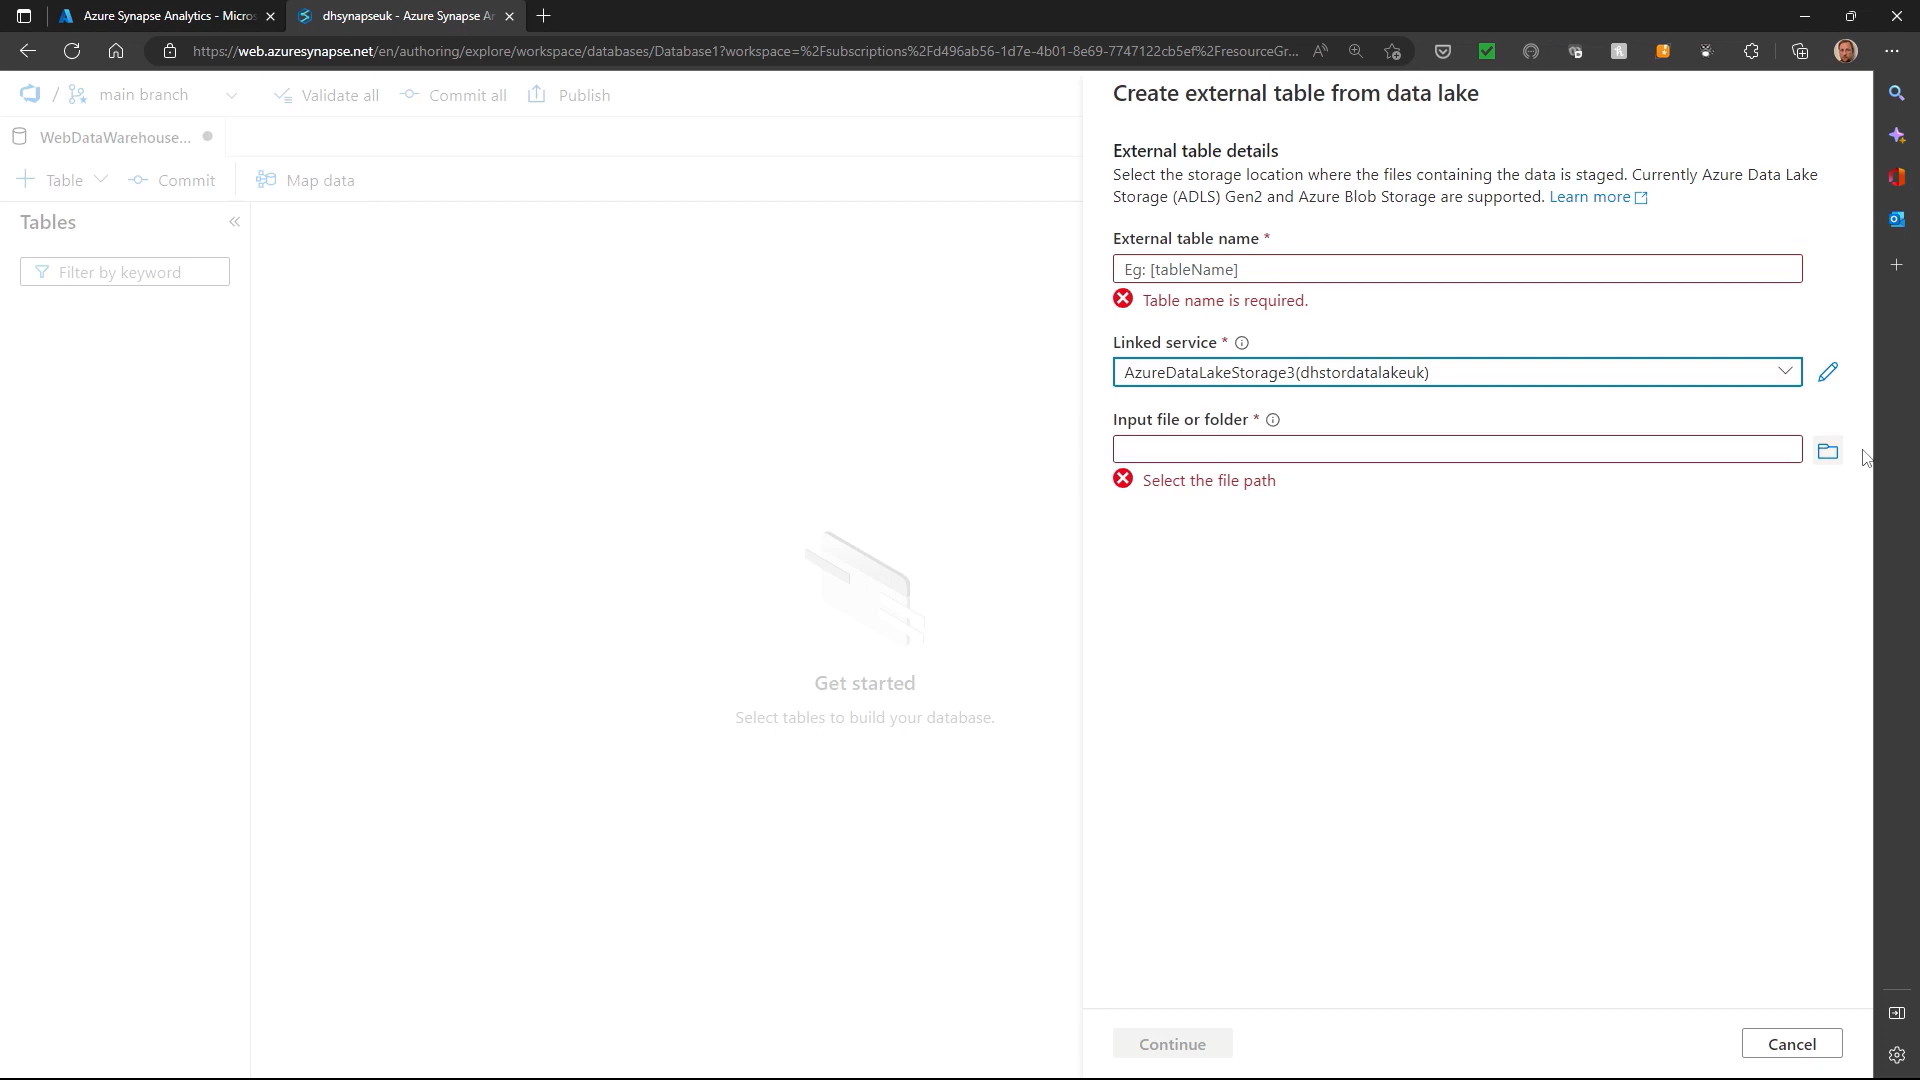 Azure Synapse Analytics - Micros
dhsynapseuk - Azure Synapse An
https://web.azuresynapse.net/en/authoring/explore/workspace/databases/Database1?workspace=%2Fsubscriptions%2Fd496ab56-1d7e-4b01-8e69-7747122cb5ef%2FresourceGr...
/ main branch
Validate all
Commit all
Publish
WebDataWarehouse...
Table
Commit
Map data
Tables
Filter by keyword
Get started
Select tables to build your database.
Create external table from data lake
External table details
Select the storage location where the files containing the data is staged. Currently Azure Data Lake
Storage (ADLS) Gen2 and Azure Blob Storage are supported. Learn more
External table name *
Eg: [tableName]
Table name is required.
Linked service *
AzureDataLakeStorage3(dhstordatalakeuk)
Input file or folder *
Select the file path
Continue
Cancel